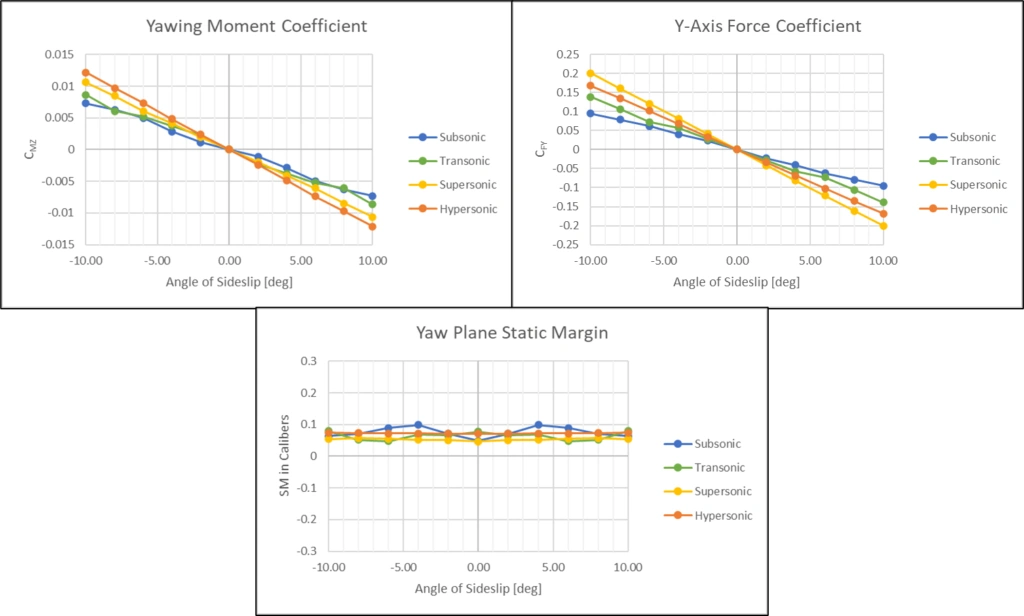 Yawing Moment Coefficient
0.015
0.01
0.005
0
-0.005
-0.01
-0.015
C_MZ
-10.00 -5.00 0.00 5.00 10.00
Angle of Sideslip [deg]
Subsonic
Transonic
Supersonic
Hypersonic
Y-Axis Force Coefficient
0.25
0.2
0.15
0.1
0.05
0
-0.05
-0.1
-0.15
-0.2
-0.25
C_FY
-10.00 -5.00 0.00 5.00 10.00
Angle of Sideslip [deg]
Subsonic
Transonic
Supersonic
Hypersonic
Yaw Plane Static Margin
0.3
0.2
0.1
0
-0.1
-0.2
-0.3
SM in Calibers
-10.00 -5.00 0.00 5.00 10.00
Angle of Sideslip [deg]
Subsonic
Transonic
Supersonic
Hypersonic